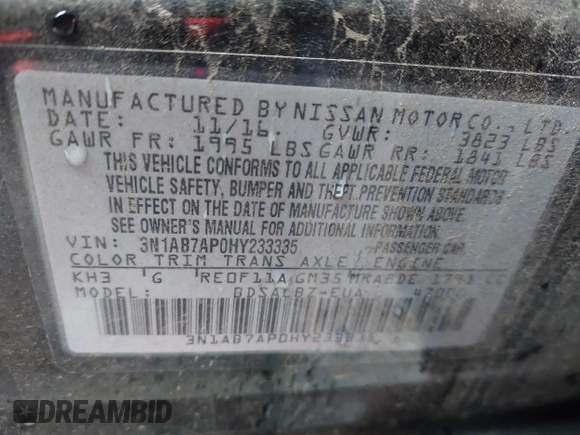 MANUFACTURED BY NISSAN MOTOR CO., LTD.
DATE: 11/16 GVWR: 3623 LBS
GAWR FR: 1995 LBS GAWR RR: 1841 LBS
THIS VEHICLE CONFORMS TO ALL APPLICABLE FEDERAL MOTOR
VEHICLE SAFETY, BUMPER AND THEFT PREVENTION STANDARDS
IN EFFECT ON THE DATE OF MANUFACTURE SHOWN ABOVE.
SEE OWNER'S MANUAL FOR ADDITIONAL INFORMATION.
VIN: 3N1AB7AP0HY233335 PASSENGER CAR
COLOR TRIM TRANS AXLE ENGINE
KH3 G RE0F11A GM35 MRA8DE
MODEL:
3N1AB7AP0HY233335
DREAMBID